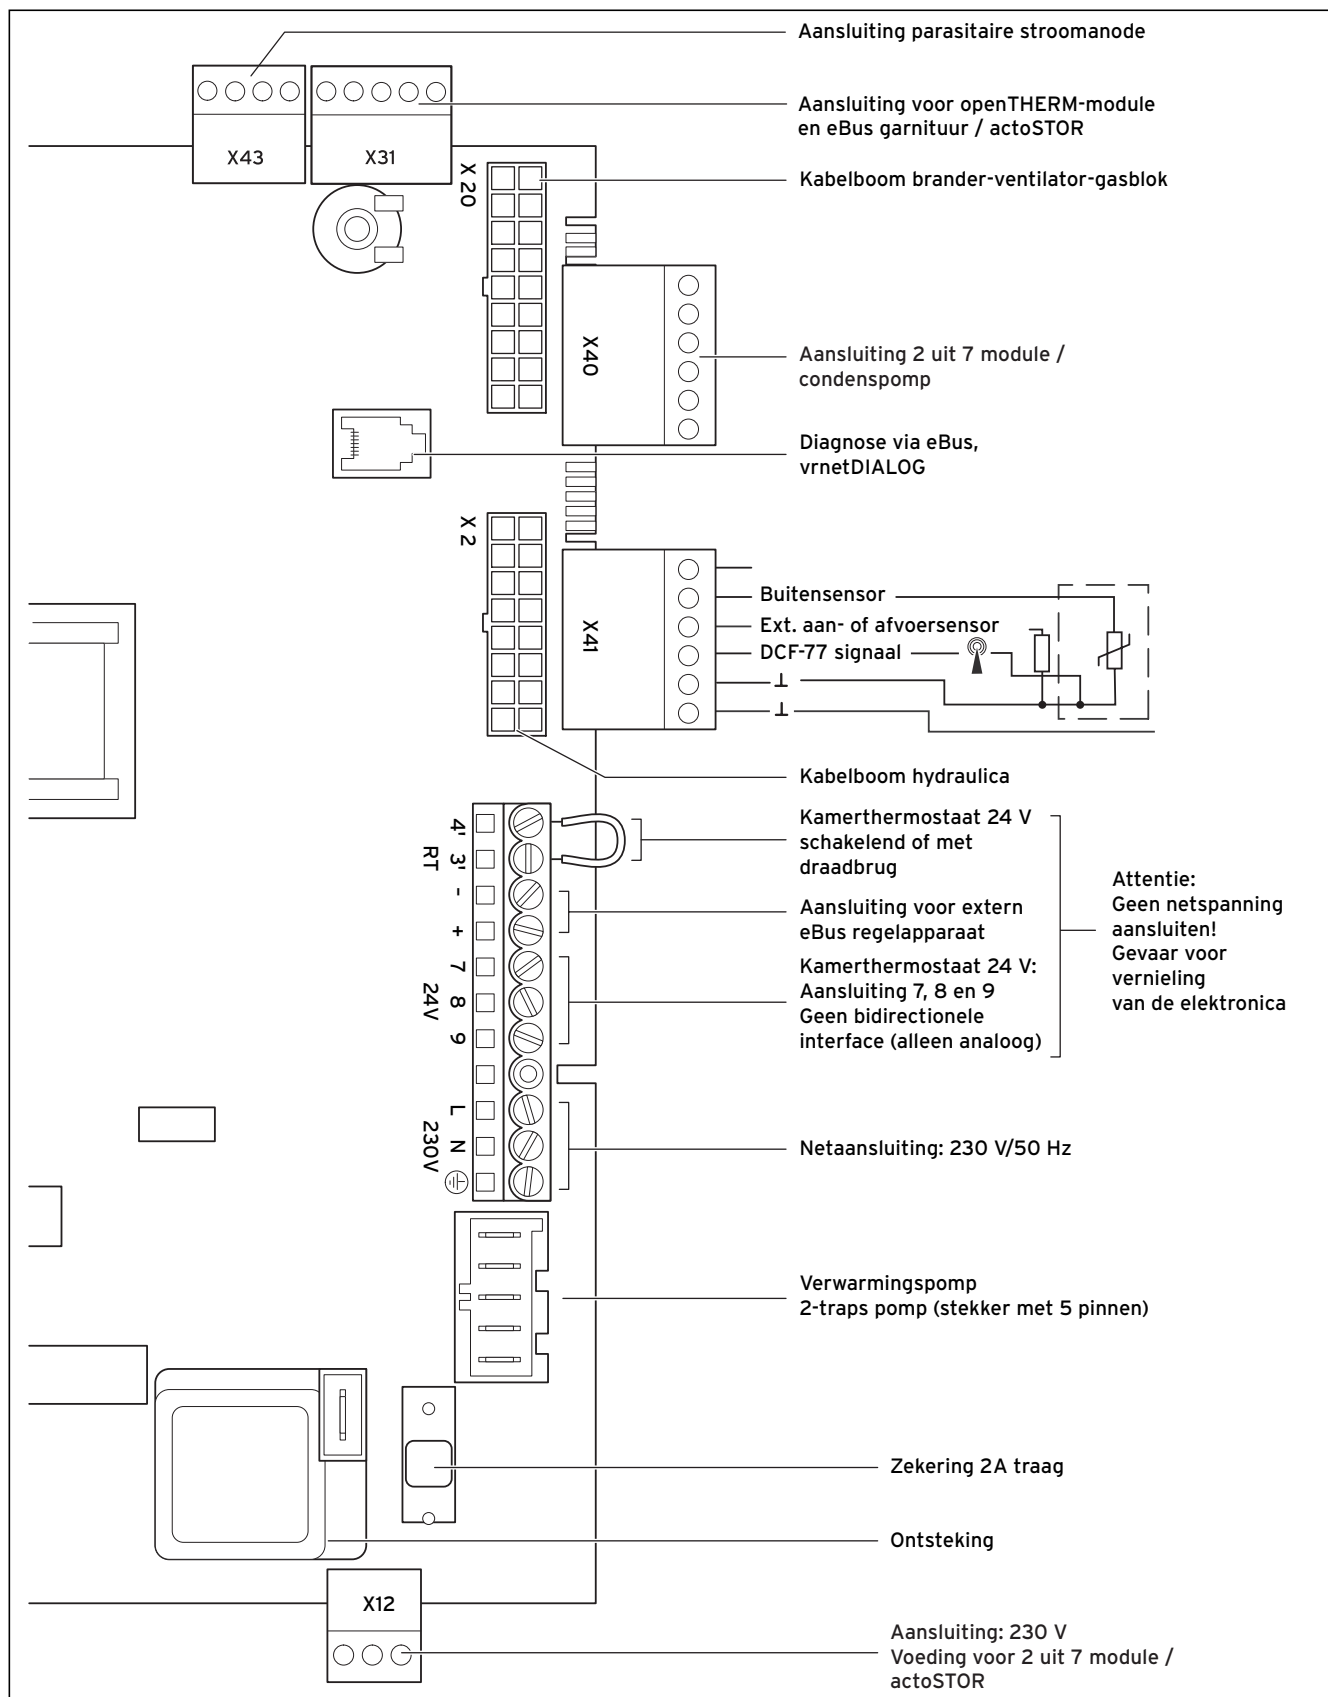 Aansluiting parasitaire stroomanode
Aansluiting voor openTHERM-module
en eBus garnituur / actoSTOR
X43
X31
X 20
Kabelboom brander-ventilator-gasblok
X40
Aansluiting 2 uit 7 module /
condenspomp
Diagnose via eBus,
vrnetDIALOG
X 2
X41
Buitensensor
Ext. aan- of afvoersensor
DCF-77 signaal
Kabelboom hydraulica
4'
3'
RT
-
+
7
8
9
24V
L
N
230V
Kamerthermostaat 24 V
schakelend of met
draadbrug
Aansluiting voor extern
eBus regelapparaat
Kamerthermostaat 24 V:
Aansluiting 7, 8 en 9
Geen bidirectionele
interface (alleen analoog)
Attentie:
Geen netspanning
aansluiten!
Gevaar voor
vernieling
van de elektronica
Netaansluiting: 230 V/50 Hz
Verwarmingspomp
2-traps pomp (stekker met 5 pinnen)
Zekering 2A traag
Ontsteking
X12
Aansluiting: 230 V
Voeding voor 2 uit 7 module /
actoSTOR